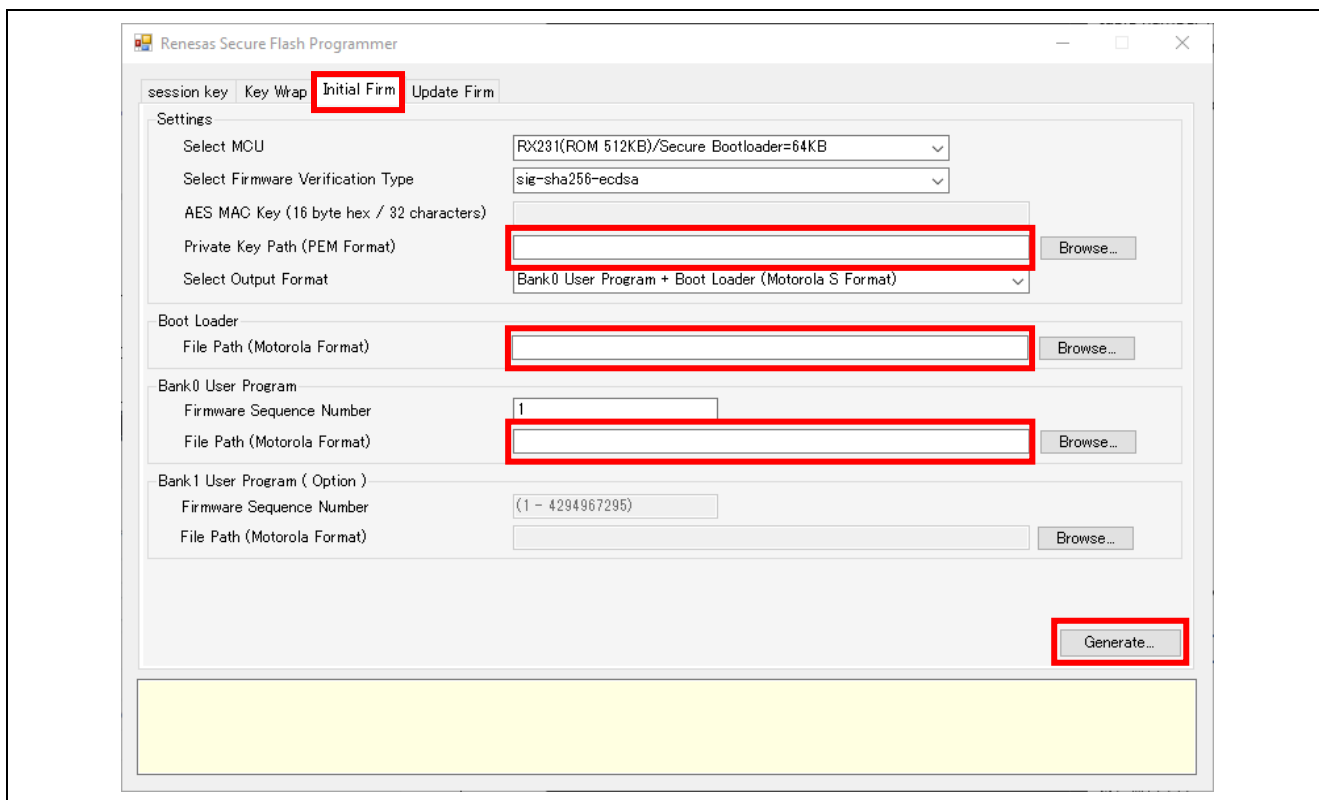 Renesas Secure Flash Programmer
session key Key Wrap Initial Firm Update Firm
Settings
Select MCU RX231(ROM 512KB)/Secure Bootloader=64KB
Select Firmware Verification Type sig-sha256-ecdsa
AES MAC Key (16 byte hex / 32 characters)
Private Key Path (PEM Format) Browse...
Select Output Format Bank0 User Program + Boot Loader (Motorola S Format)
Boot Loader
File Path (Motorola Format) Browse...
Bank0 User Program
Firmware Sequence Number 1
File Path (Motorola Format) Browse...
Bank1 User Program ( Option )
Firmware Sequence Number (1 - 4294967295)
File Path (Motorola Format) Browse...
Generate...